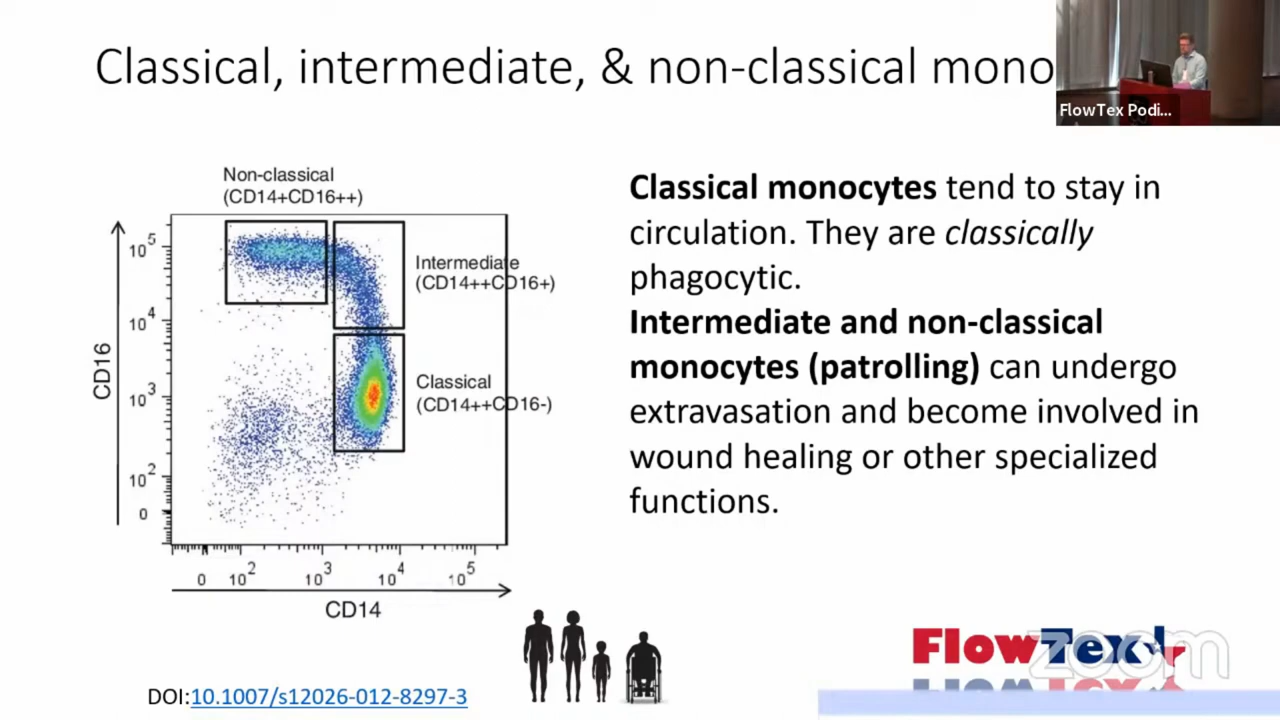 Classical, intermediate, & non-classical mono
FlowTex Podi...
Non-classical
(CD14+CD16++)
Intermediate
(CD14++CD16+)
Classical
(CD14++CD16-)
CD16
10^5
10^4
10^3
10^2
0
0 10^2 10^3 10^4 10^5
CD14
Classical monocytes tend to stay in
circulation. They are classically
phagocytic.
Intermediate and non-classical
monocytes (patrolling) can undergo
extravasation and become involved in
wound healing or other specialized
functions.
DOI:10.1007/s12026-012-8297-3
FlowTex
zoom